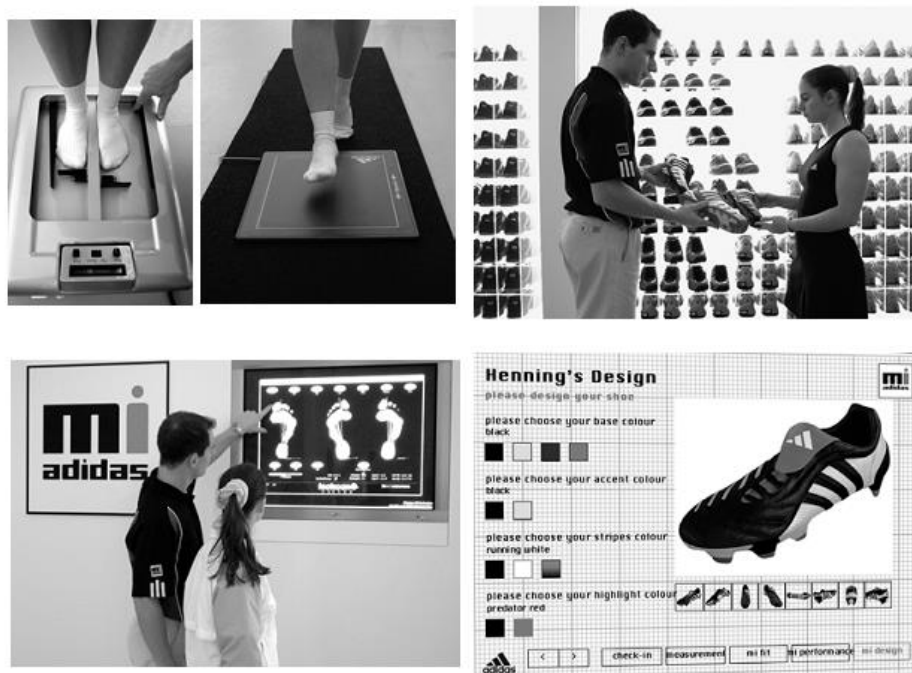 mi
adidas
Henning's Design
please design your shoe
mi
adidas
please choose your base colour
black
please choose your accent colour
black
please choose your stripes colour
running white
please choose your highlight colour
predator red
adidas
< >
check-in
measurement
mi fit
mi performance
mi design